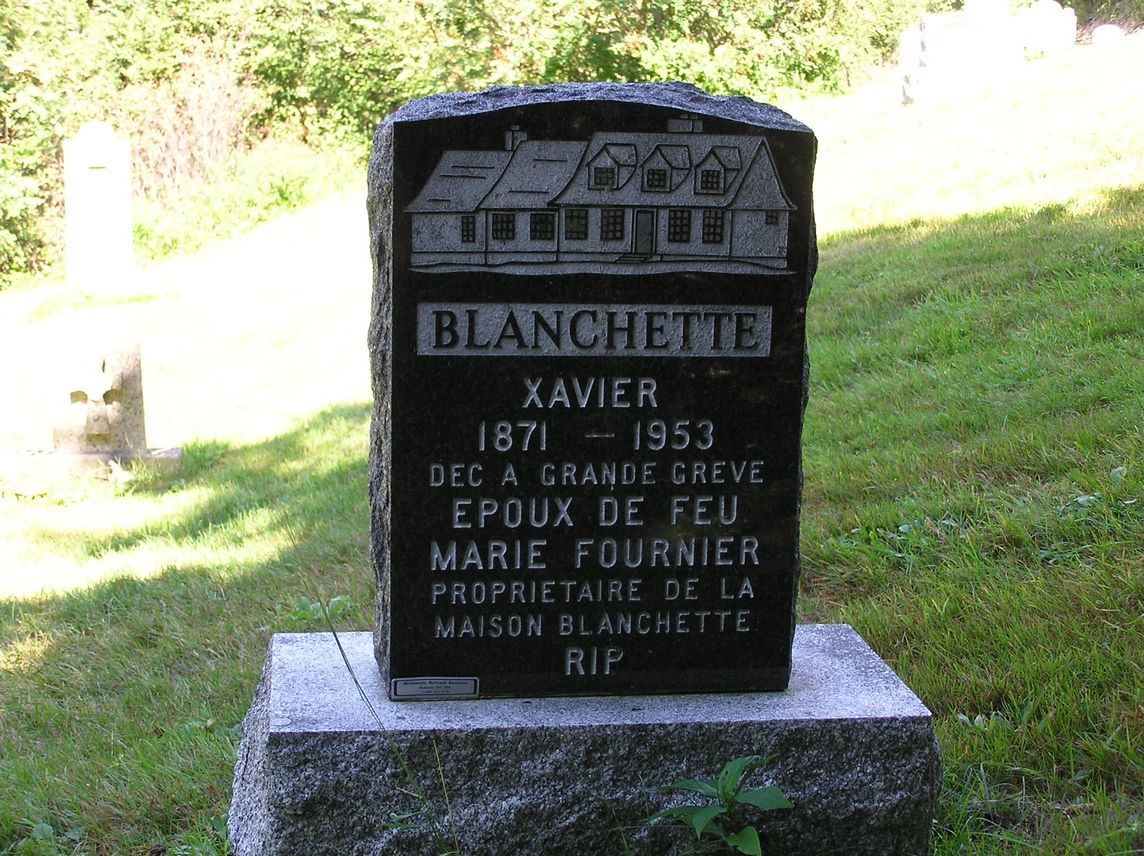 BLANCHETTE
XAVIER
1871 — 1953
DEC A GRANDE GREVE
EPOUX DE FEU
MARIE FOURNIER
PROPRIETAIRE DE LA
MAISON BLANCHETTE
RIP